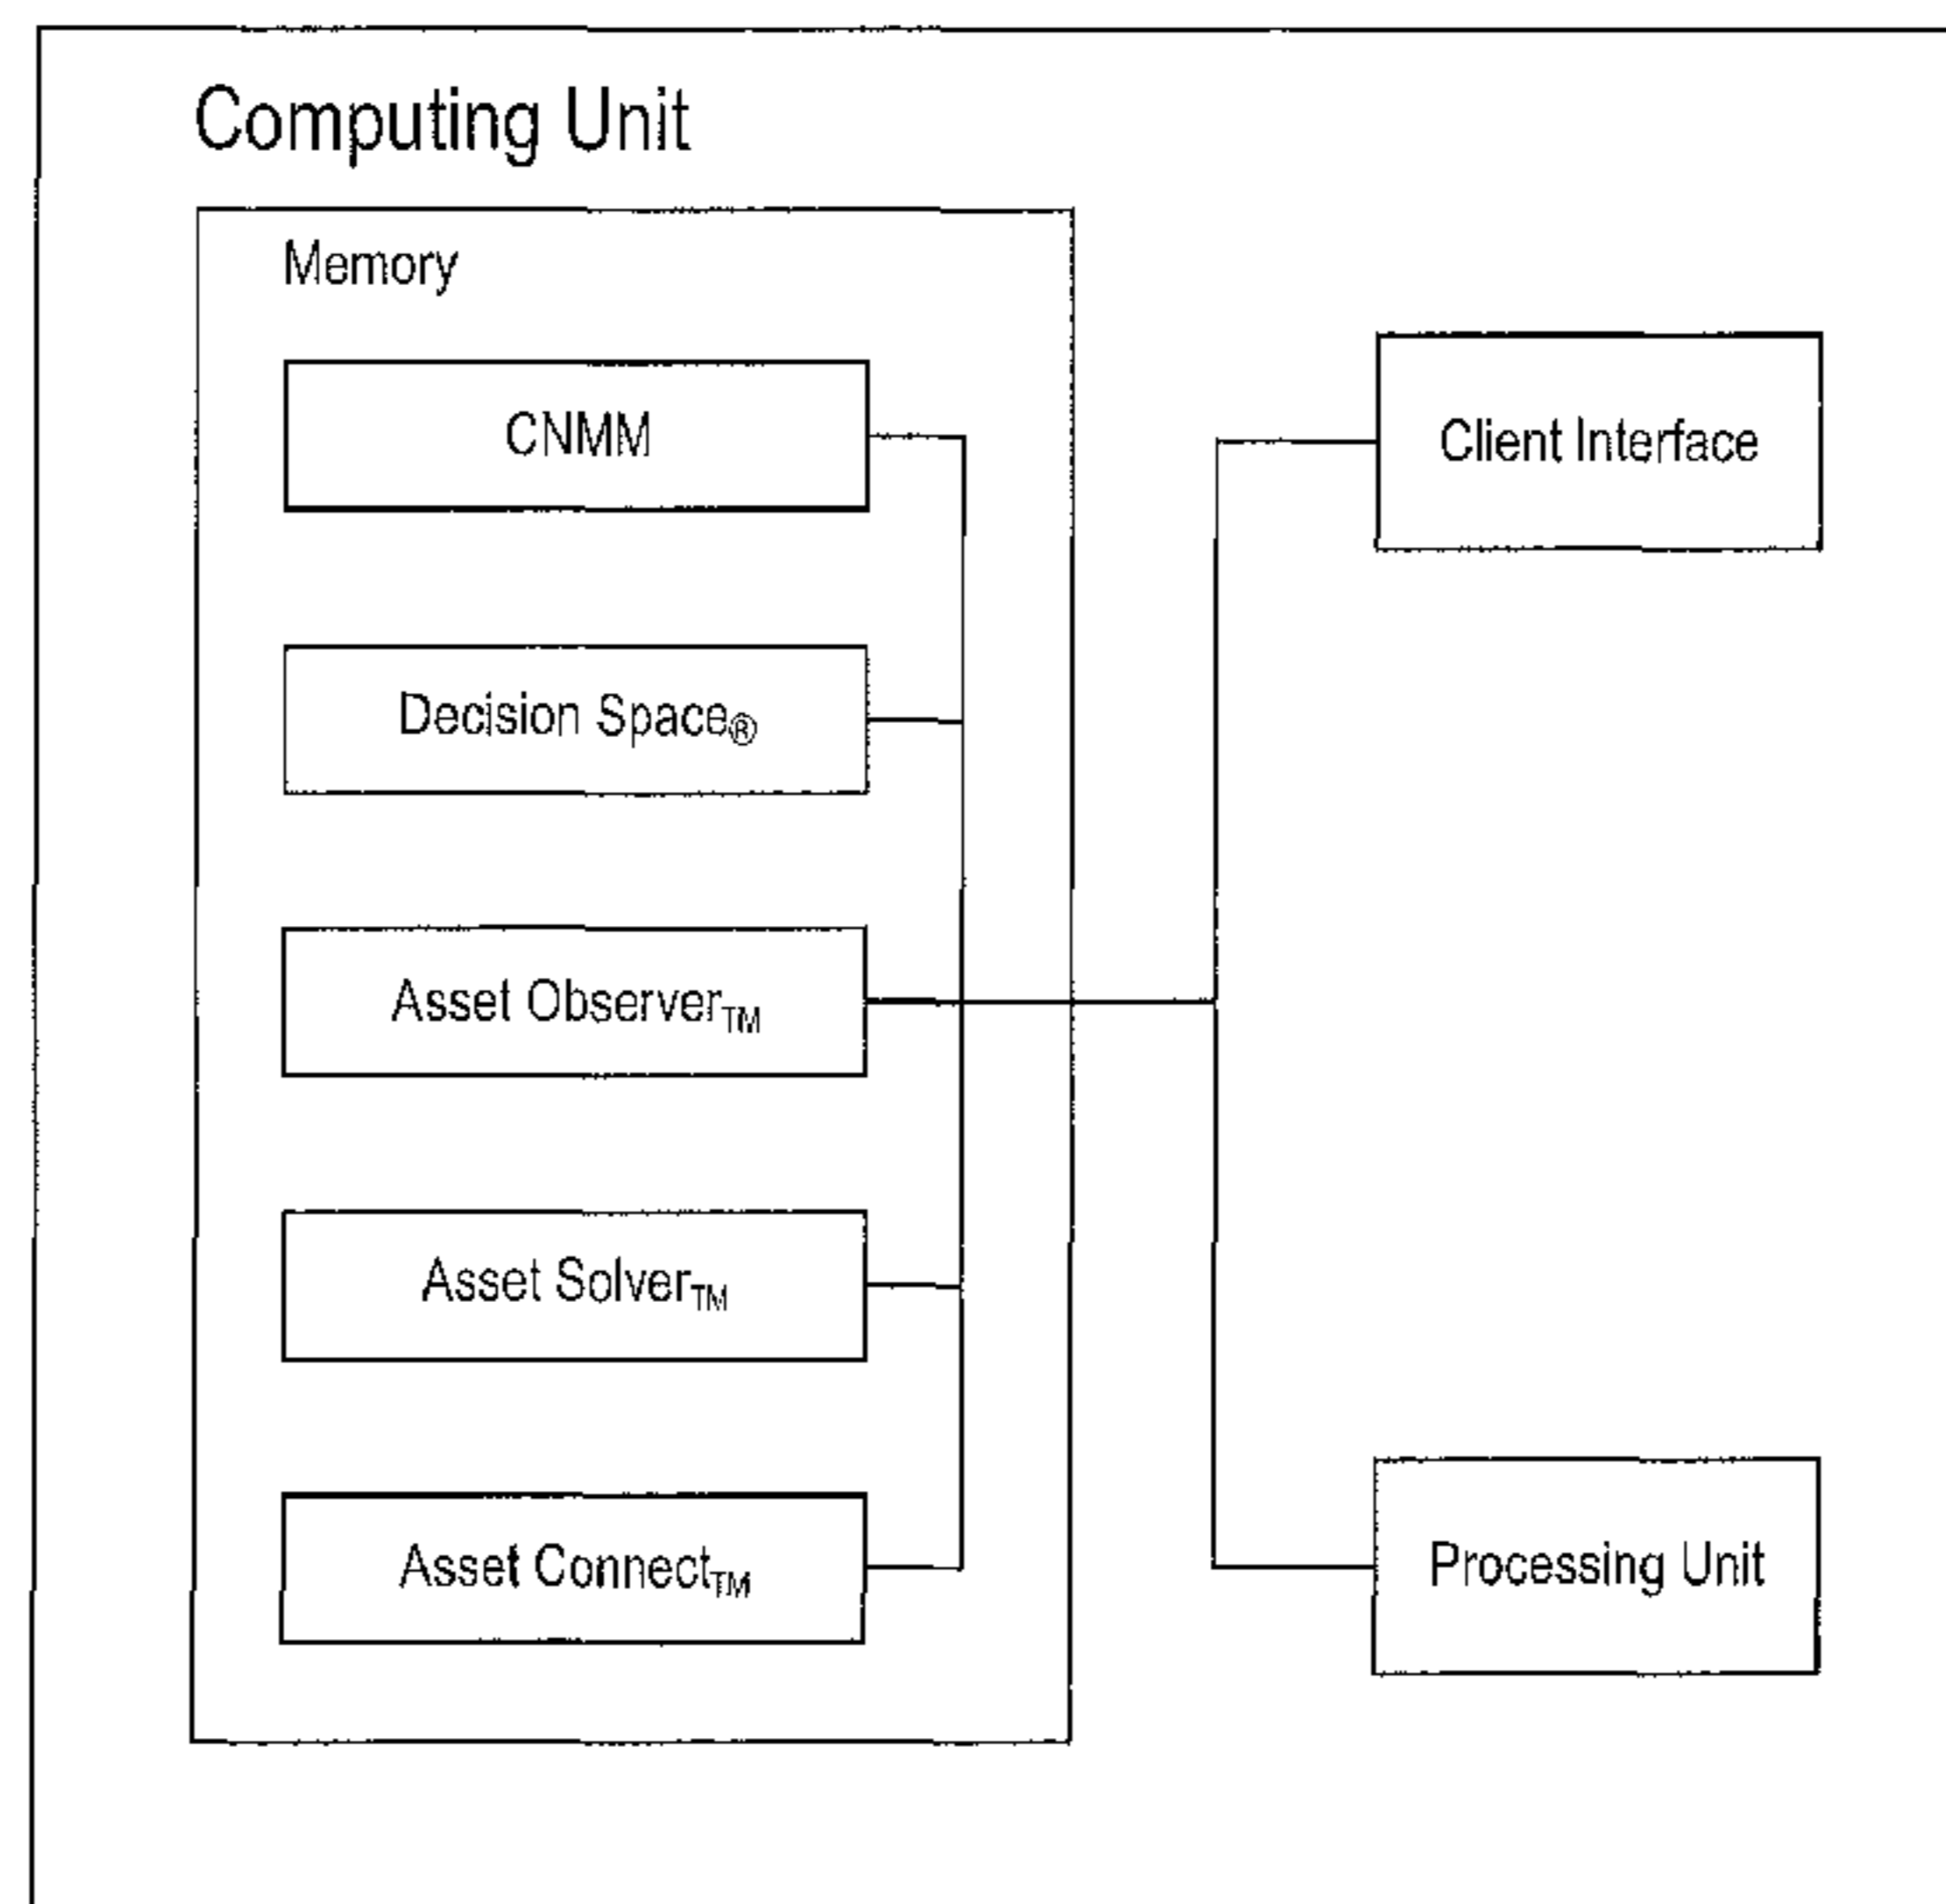 Computing Unit
Memory
CNMM
Decision Space®
Asset Observer™
Asset Solver™
Asset Connect™
Client Interface
Processing Unit